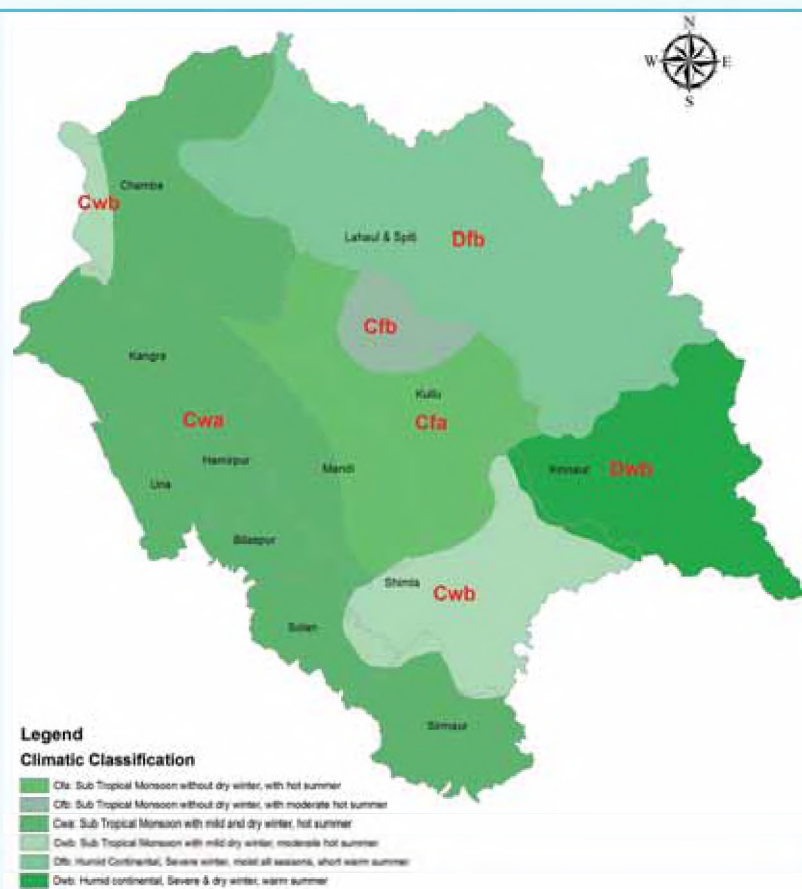 N
W E
S
Chamba
Cwb
Lahaul & Spiti Dfb
Cfb
Kangra
Kullu
Cwa
Cfa
Hamirpur
Mandi
Kinnaur Dwb
Una
Bilaspur
Shimla
Cwb
Solan
Sirmaur
Legend
Climatic Classification
Cfa: Sub Tropical Monsoon without dry winter, with hot summer
Cfb: Sub Tropical Monsoon without dry winter, with moderate hot summer
Cwa: Sub Tropical Monsoon with mild and dry winter, hot summer
Cwb: Sub Tropical Monsoon with mild dry winter, moderate hot summer
Dfb: Humid Continental, Severe winter, moist all seasons, short warm summer
Dwb: Humid continental, Severe & dry winter, warm summer